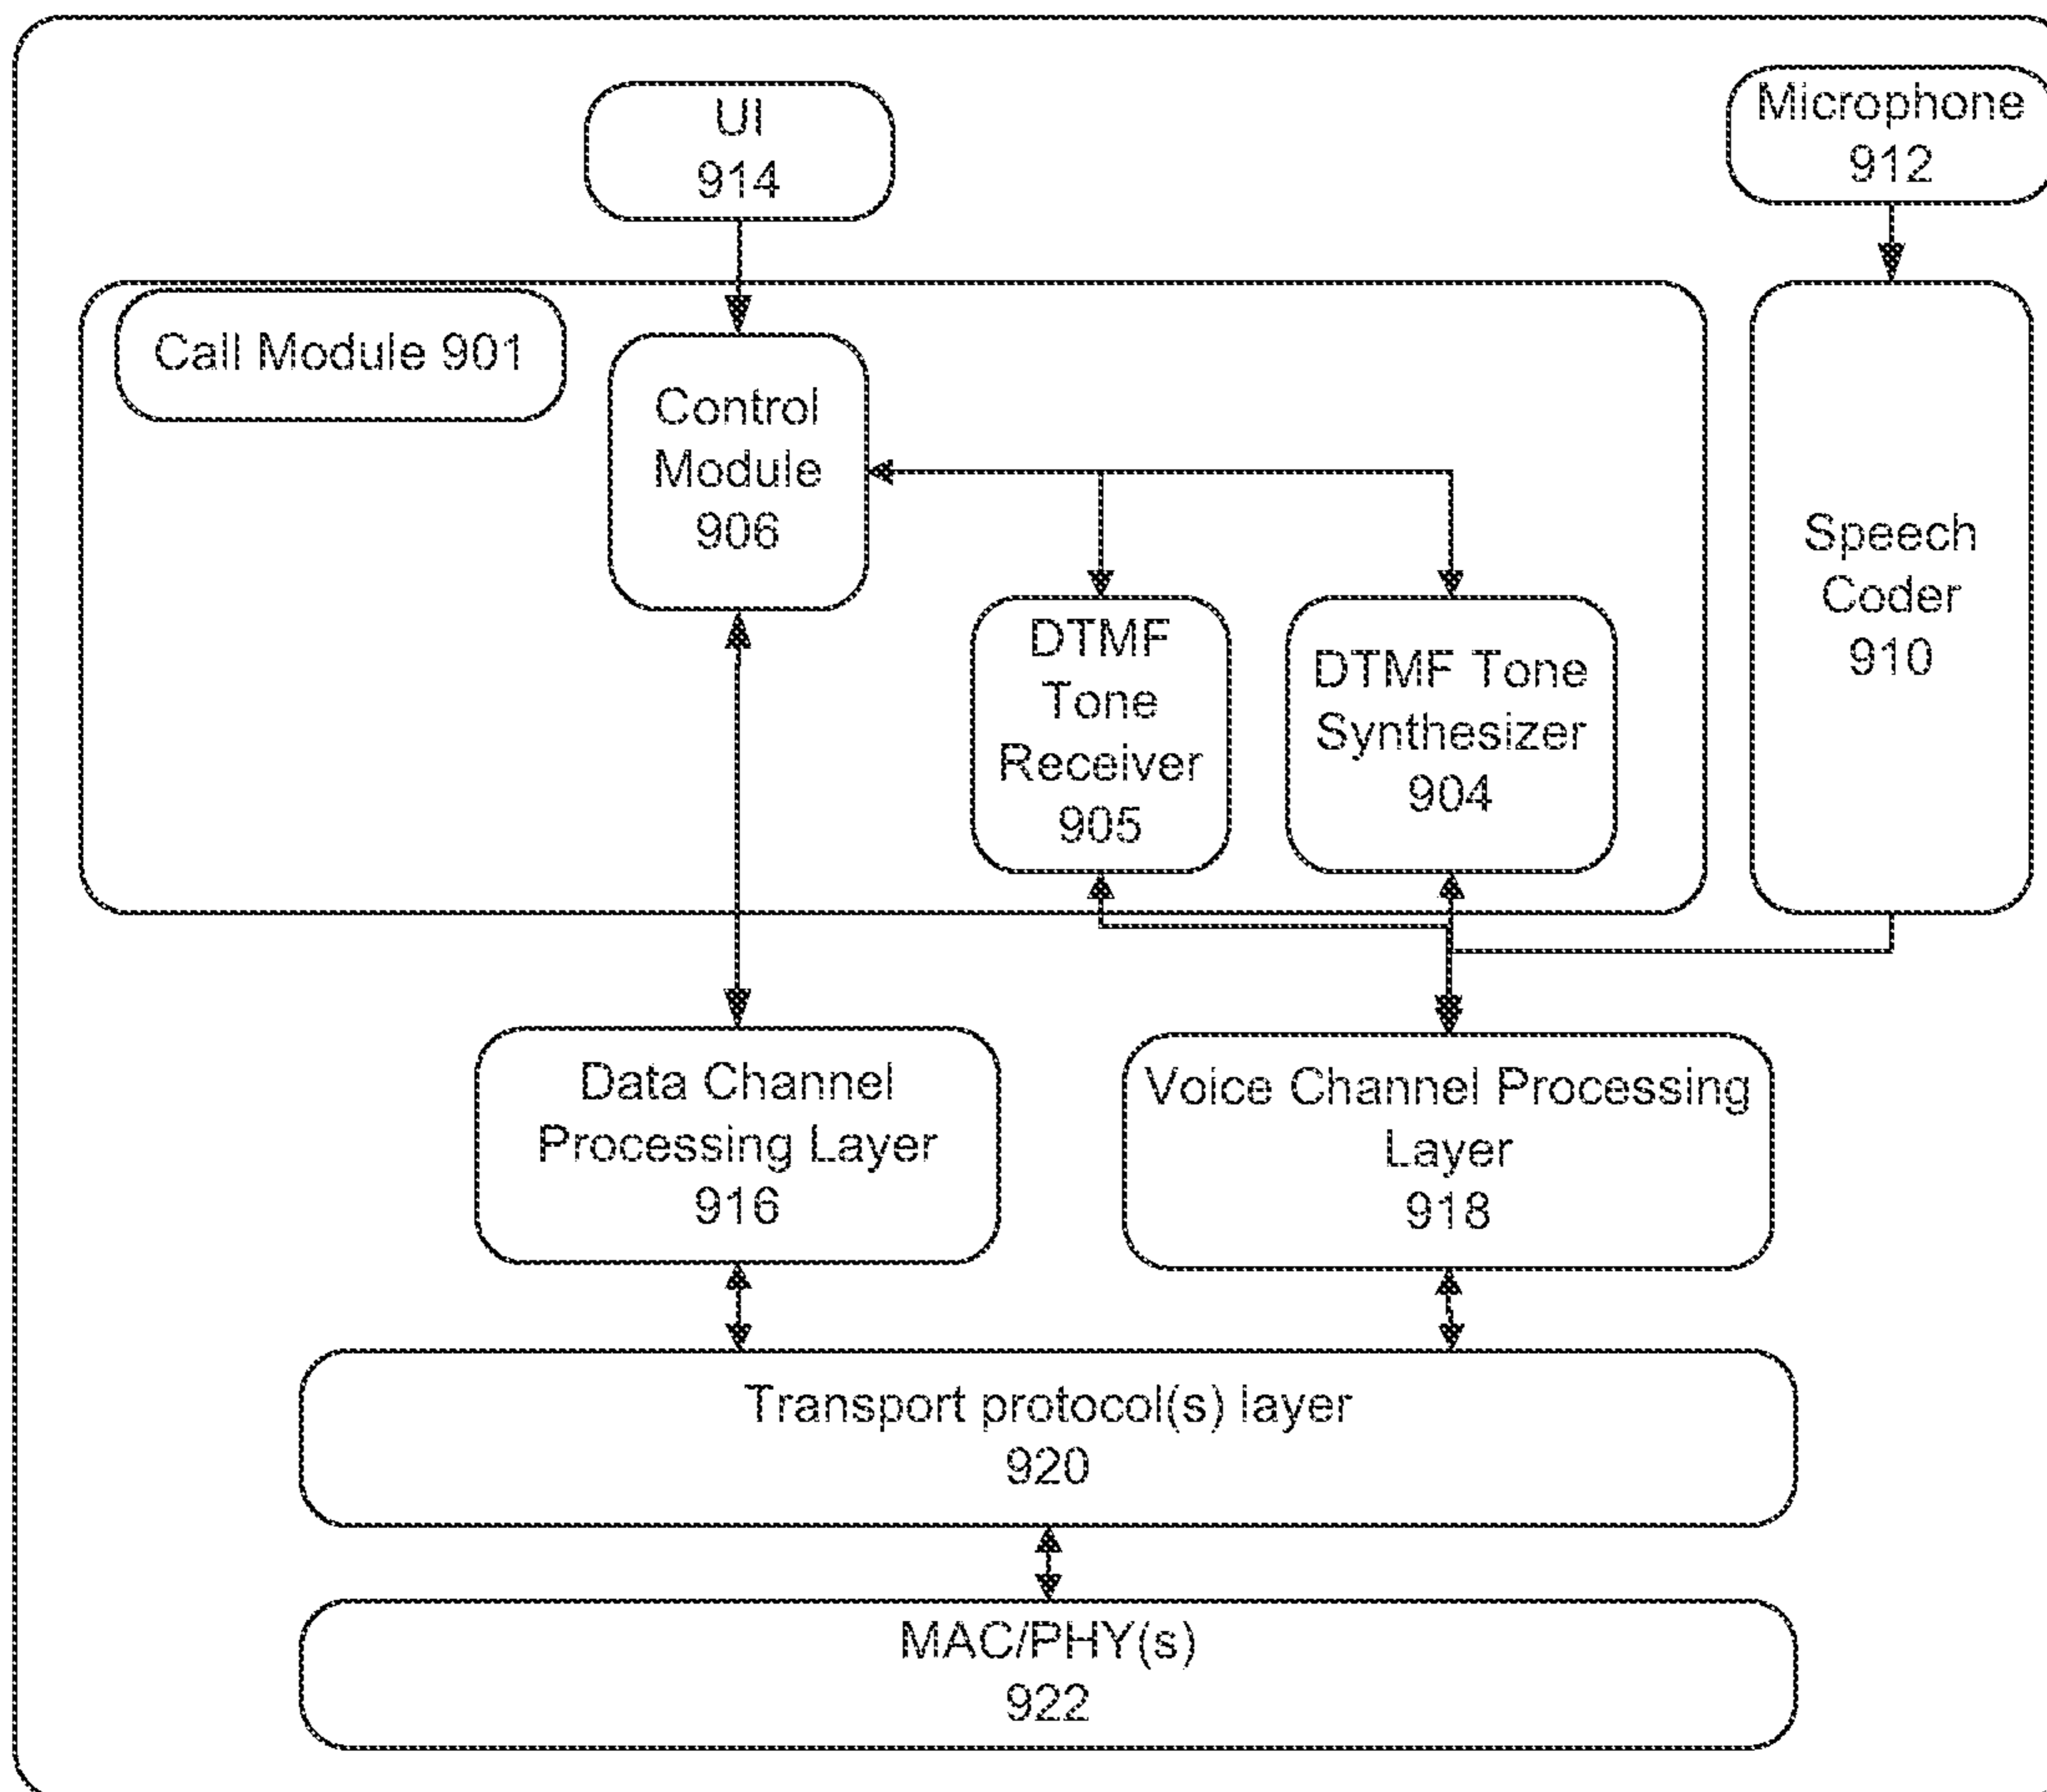 UI
914
Microphone
912
Call Module 901
Control
Module
906
DTMF
Tone
Receiver
905
DTMF Tone
Synthesizer
904
Speech
Coder
910
Data Channel
Processing Layer
916
Voice Channel Processing
Layer
918
Transport protocol(s) layer
920
MAC/PHY(s)
922